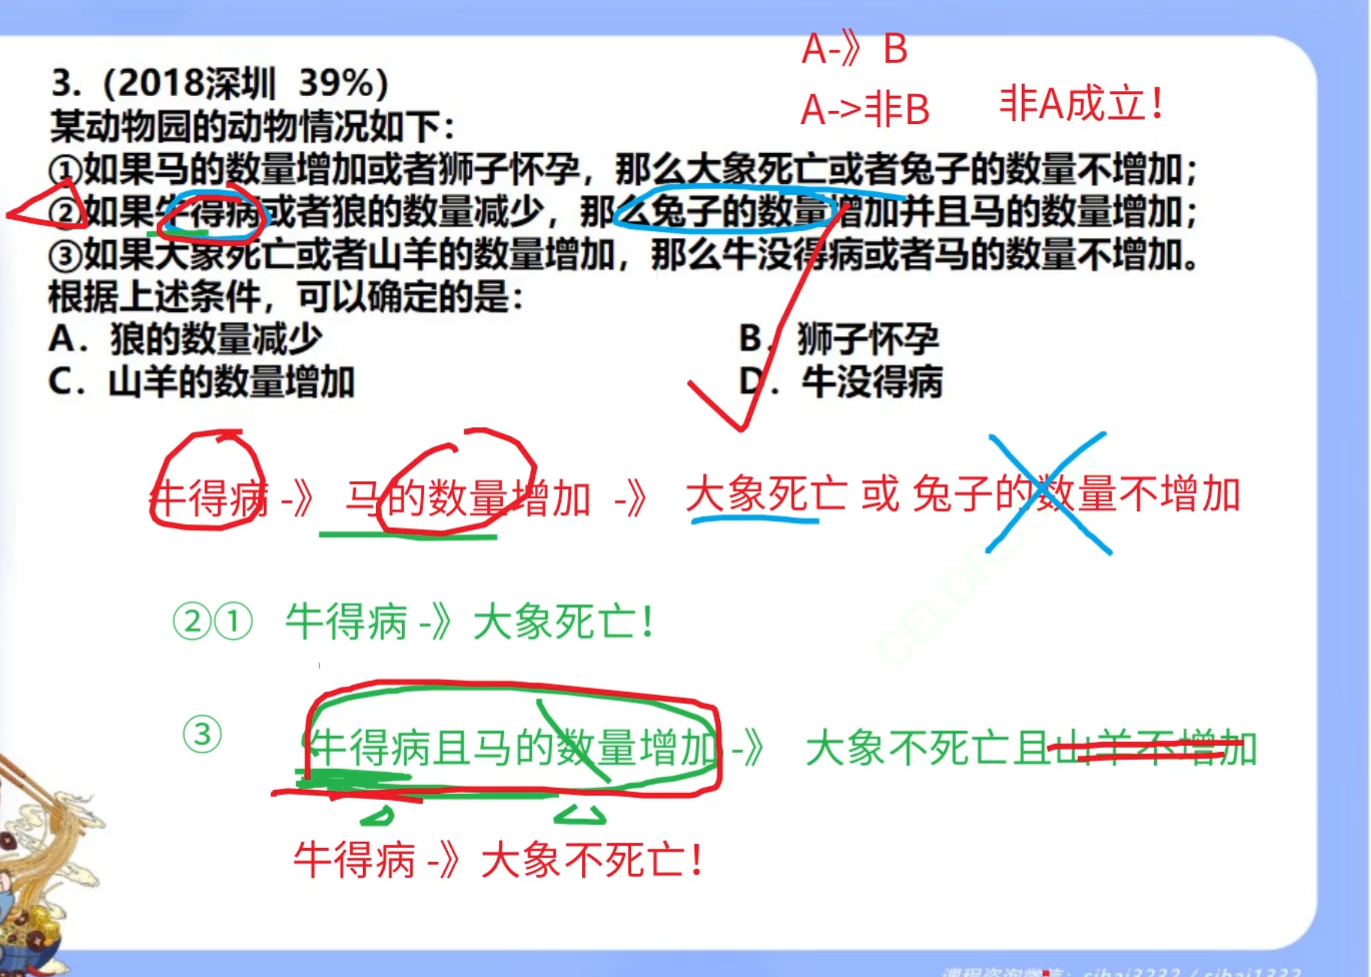 A-》 B
3.（2018深圳 39%）
A->非B 非A成立！
某动物园的动物情况如下：
①如果马的数量增加或者狮子怀孕，那么大象死亡或者兔子的数量不增加；
②如果牛得病或者狼的数量减少，那么兔子的数量增加并且马的数量增加；
③如果大象死亡或者山羊的数量增加，那么牛没得病或者马的数量不增加。
根据上述条件，可以确定的是：
A．狼的数量减少 B．狮子怀孕
C．山羊的数量增加 D．牛没得病
牛得病 -》 马的数量增加 -》 大象死亡 或 兔子的数量不增加
②① 牛得病 -》大象死亡！
③ 牛得病且马的数量增加 -》 大象不死亡且山羊不增加
牛得病 -》大象不死亡！